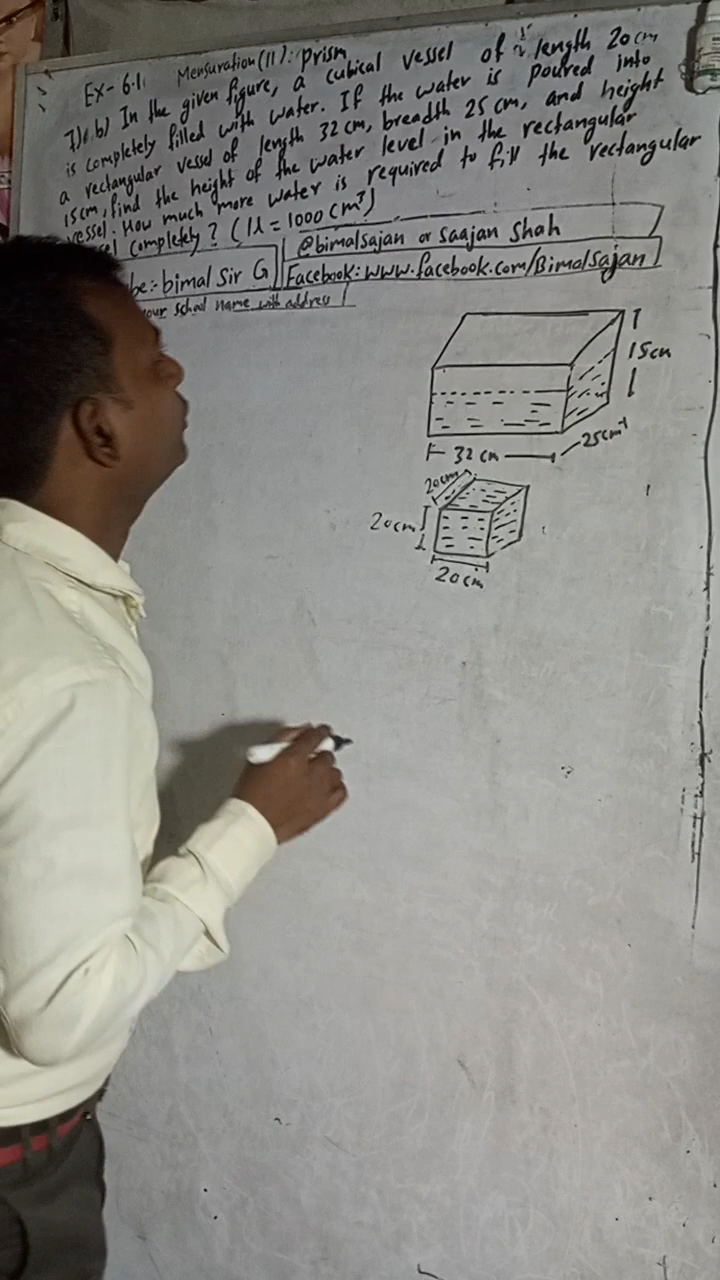 Ex- 6.1. Mensuration(II): Prism
7). b) In the given figure, a cubical vessel of length 20cm
is completely filled with water. If the water is poured into
a rectangular vessel of length 32 cm, breadth 25 cm, and height
15 cm, find the height of the water level in the rectangular
vessel. How much more water is required to fill the rectangular
sel completely? (1l = 1000 cm³)
@bimalsajan or Saajan Shah
be:- bimal Sir G
Facebook: www.facebook.com/Bimalsajan
our school name with address
15cm
25cm
32 cm
20cm
20cm
20cm